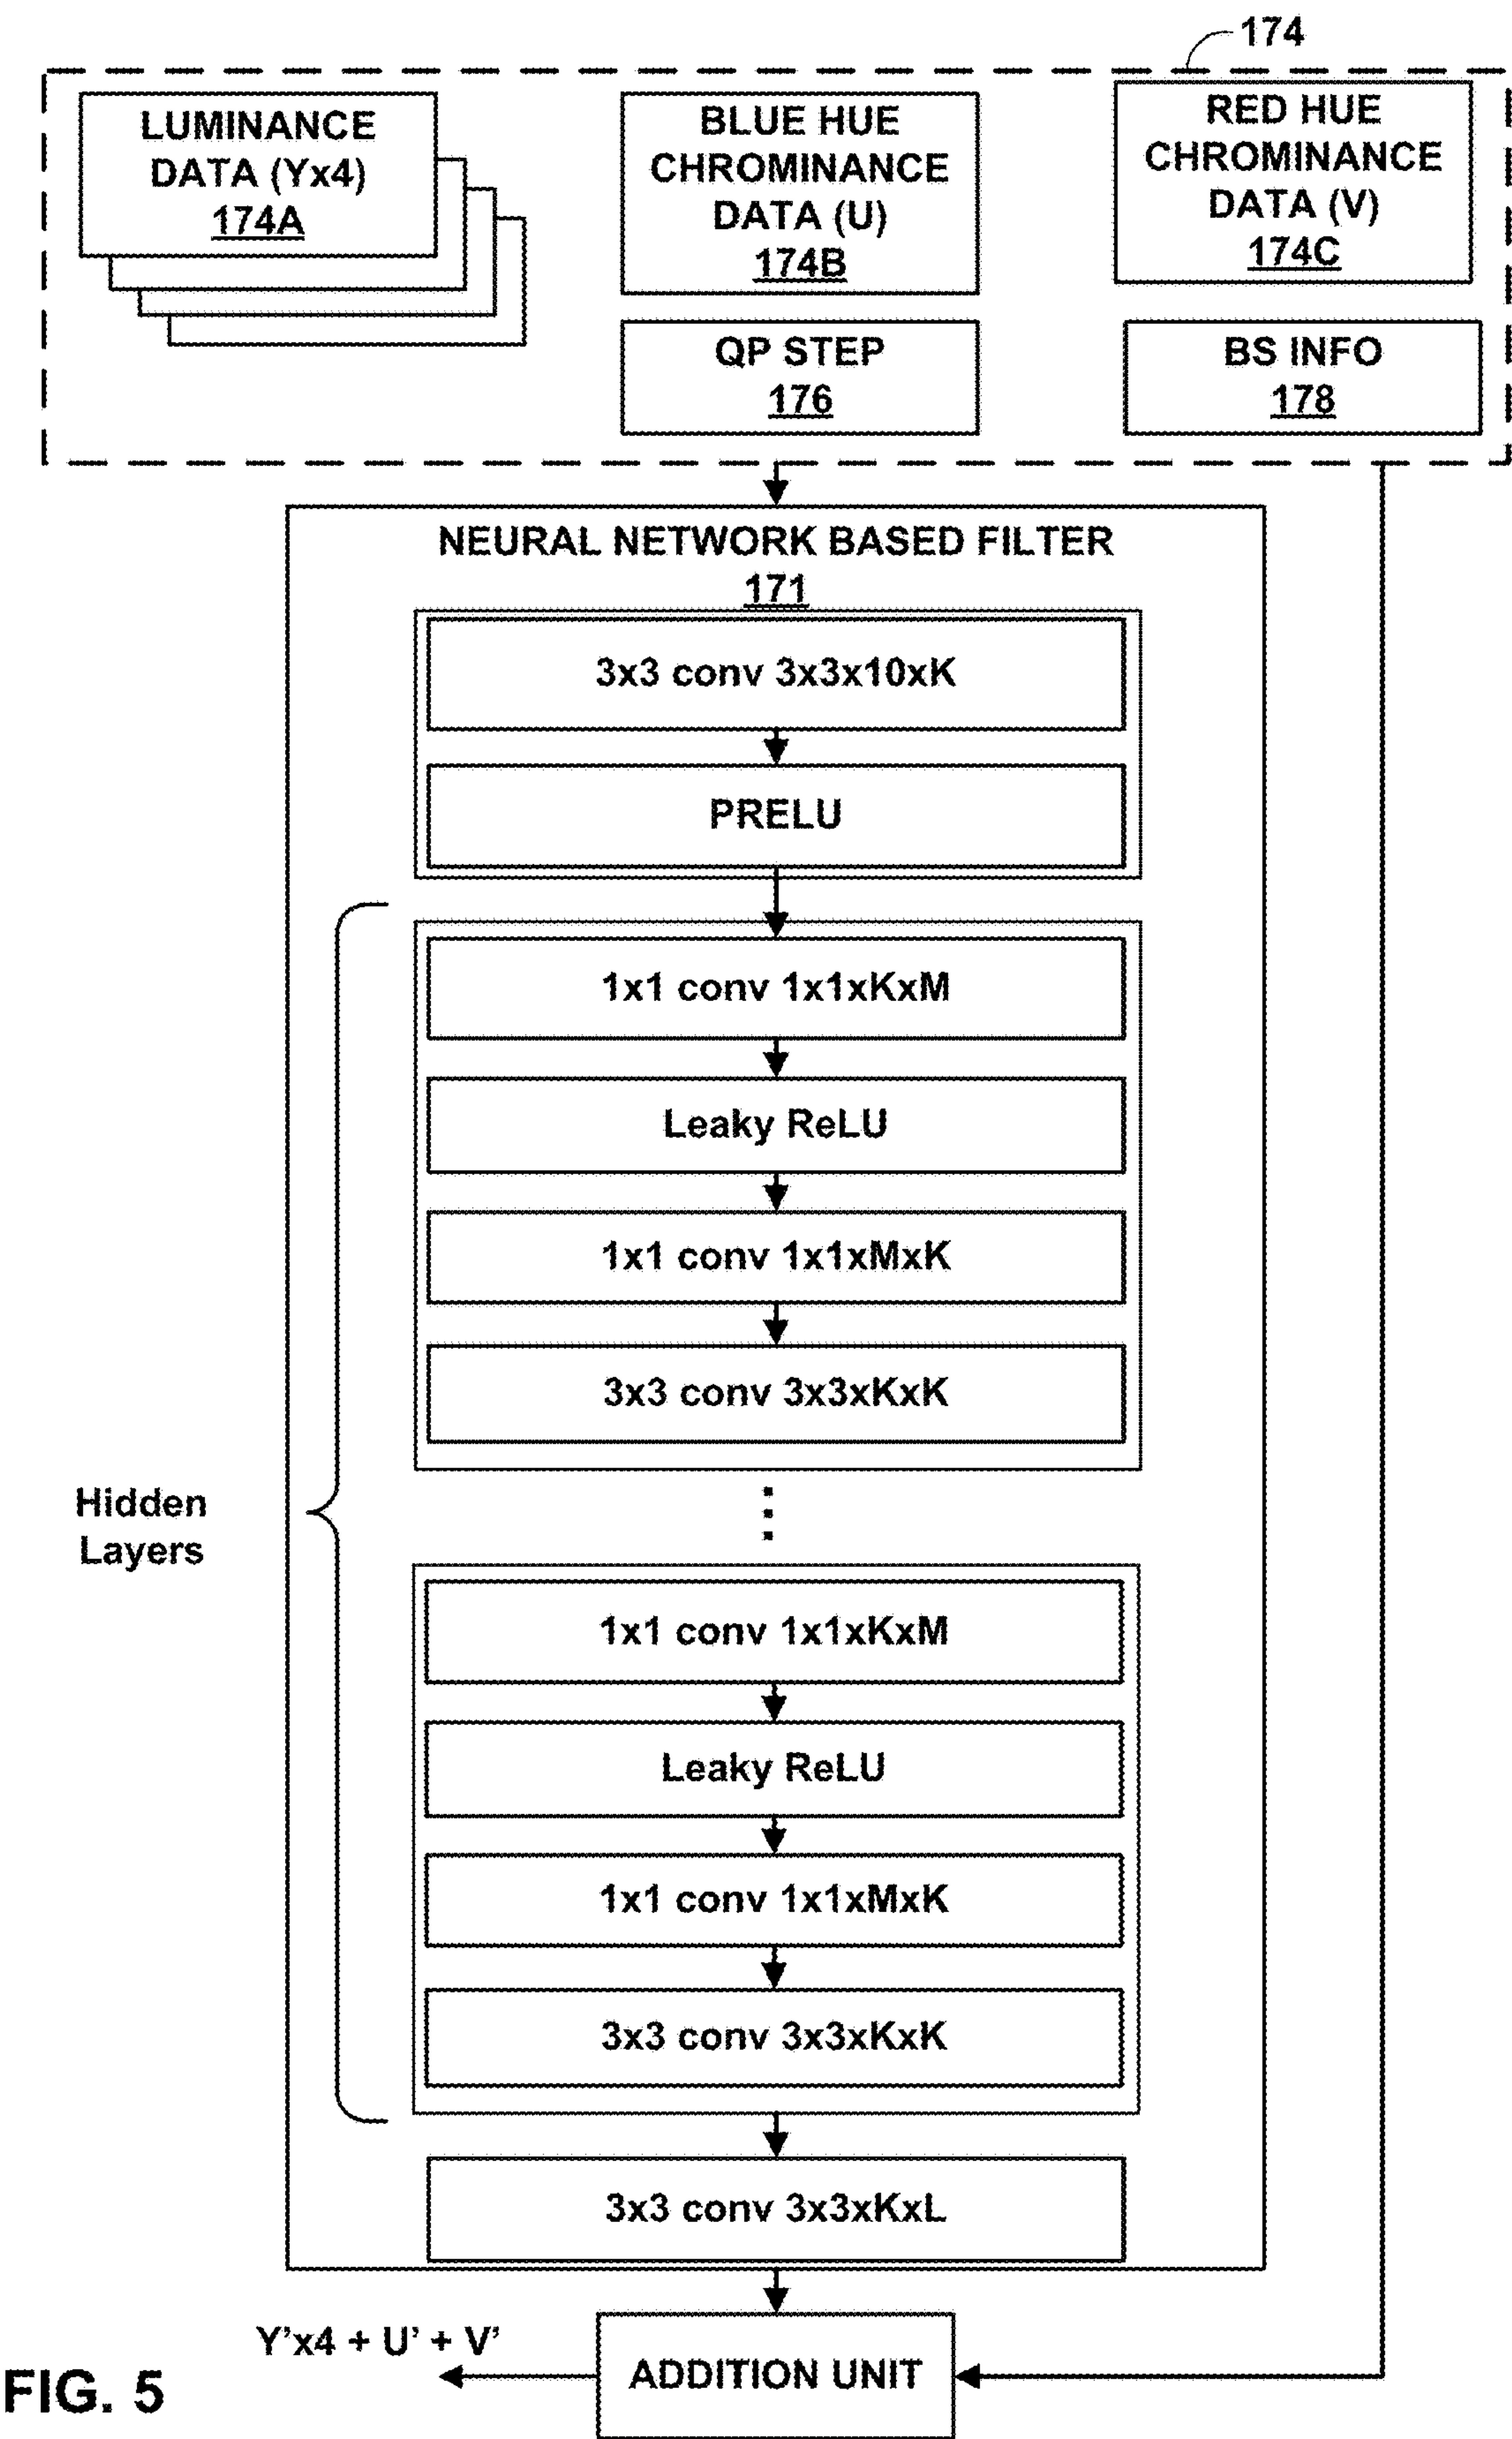 174
LUMINANCE
DATA (Yx4)
174A
BLUE HUE
CHROMINANCE
DATA (U)
174B
RED HUE
CHROMINANCE
DATA (V)
174C
QP STEP
176
BS INFO
178
NEURAL NETWORK BASED FILTER
171
3x3 conv 3x3x10xK
PRELU
1x1 conv 1x1xKxM
Leaky ReLU
1x1 conv 1x1xMxK
3x3 conv 3x3xKxK
Hidden
Layers
1x1 conv 1x1xKxM
Leaky ReLU
1x1 conv 1x1xMxK
3x3 conv 3x3xKxK
3x3 conv 3x3xKxL
Y'x4 + U' + V'
ADDITION UNIT
FIG. 5